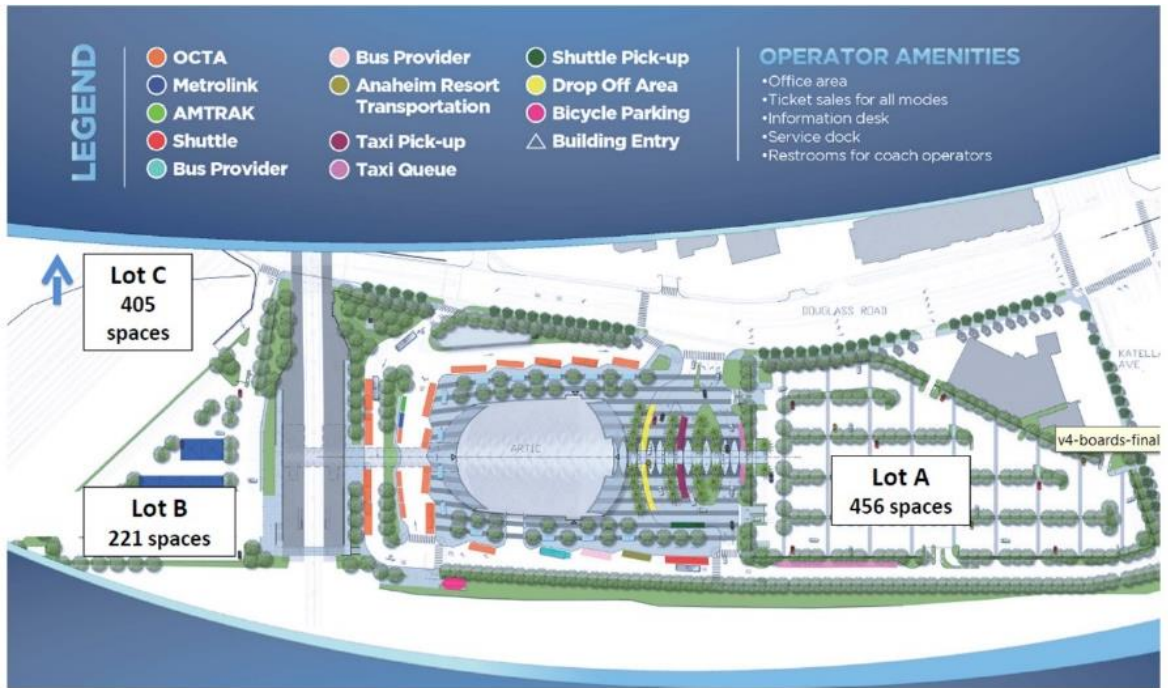 LEGEND
OCTA
Metrolink
AMTRAK
Shuttle
Bus Provider
Bus Provider
Anaheim Resort
Transportation
Taxi Pick-up
Taxi Queue
Shuttle Pick-up
Drop Off Area
Bicycle Parking
Building Entry
OPERATOR AMENITIES
•Office area
•Ticket sales for all modes
•Information desk
•Service dock
•Restrooms for coach operators
Lot C
405
spaces
DOUGLASS ROAD
KATELL
AVE
v4-boards-final
ARTIC
Lot A
456 spaces
Lot B
221 spaces